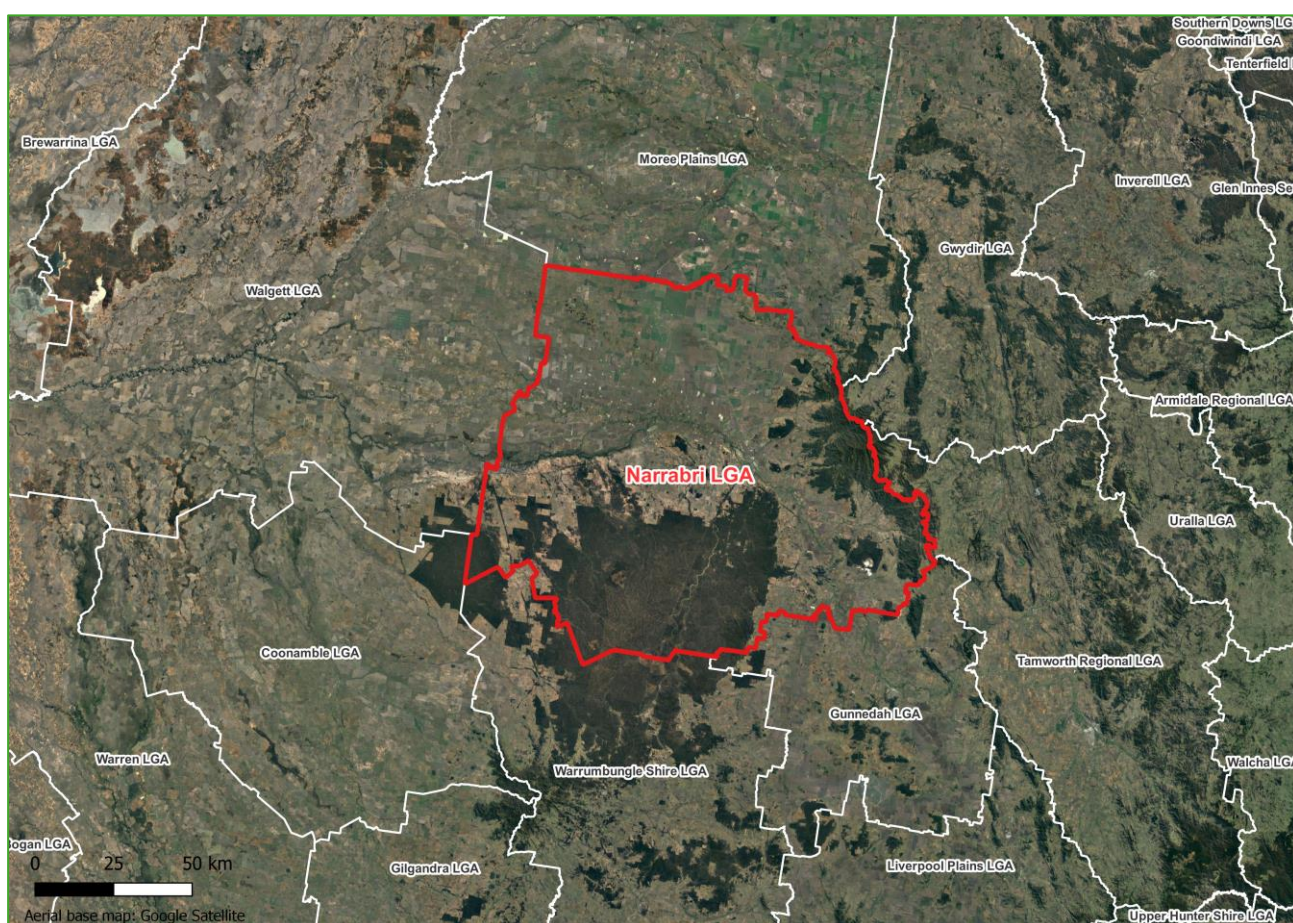 Southern Downs LG
Goondiwindi LGA
Tenterfield
Brewarrina LGA
Moree Plains LGA
Inverell LGA
Glen Innes Se
Gwydir LGA
Walgett LGA
Armidale Regional LGA
Narrabri LGA
Uralla LGA
Coonamble LGA
Tamworth Regional LGA
Gunnedah LGA
Warren LGA
Warrumbungle Shire LGA
Walcha LGA
Bogan LGA
0 25 50 km
Gilgandra LGA
Liverpool Plains LGA
Aerial base map: Google Satellite
Upper Hunter Shire LGA